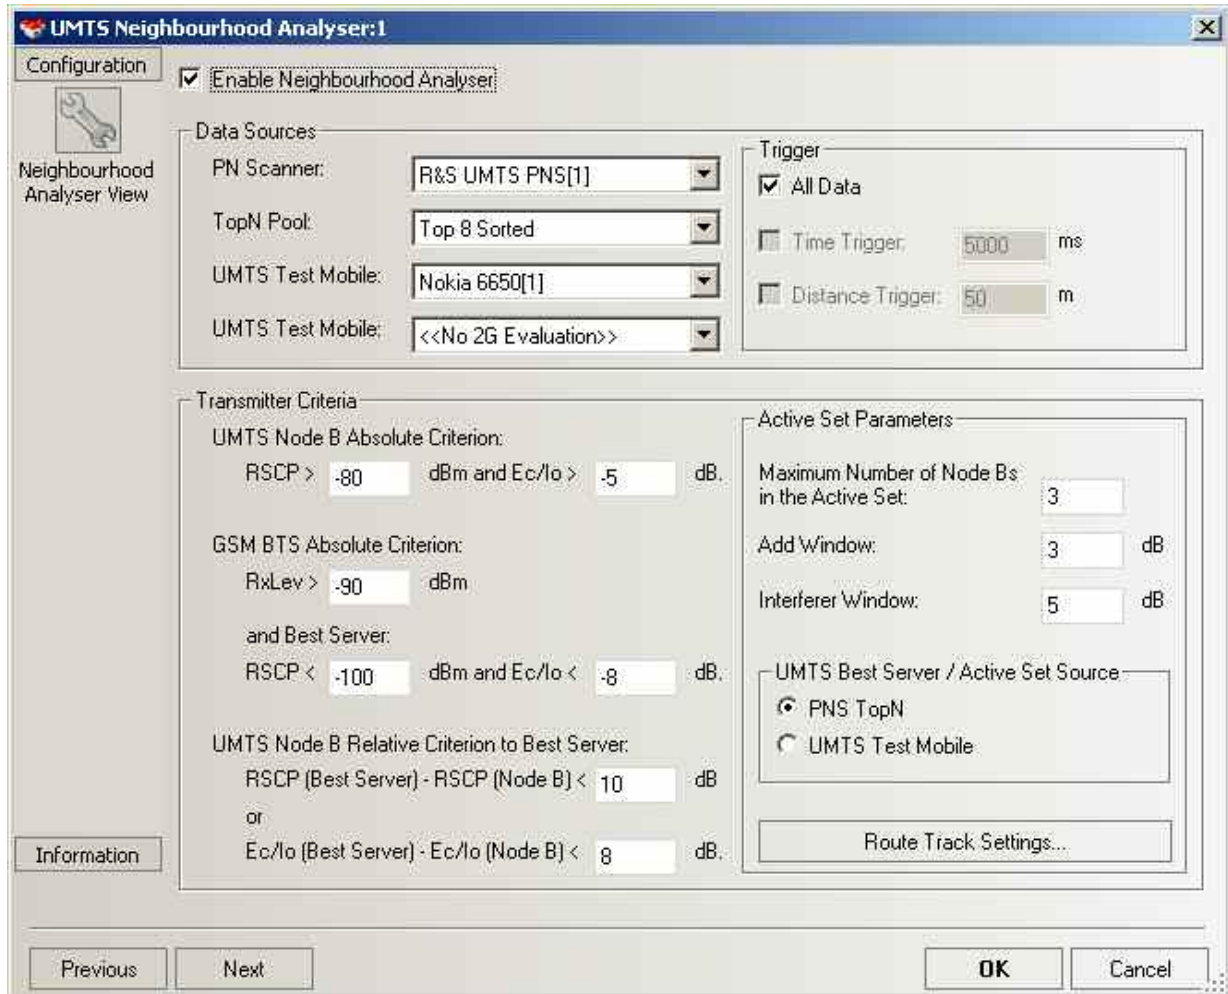 UMTS Neighbourhood Analyser:1
Configuration
Neighbourhood
Analyser View
Information
Enable Neighbourhood Analyser
Data Sources
PN Scanner: R&S UMTS PNS[1]
TopN Pool: Top 8 Sorted
UMTS Test Mobile: Nokia 6650[1]
UMTS Test Mobile: <<No 2G Evaluation>>
Trigger
All Data
Time Trigger: 5000 ms
Distance Trigger: 50 m
Transmitter Criteria
UMTS Node B Absolute Criterion:
RSCP > -80 dBm and Ec/Io > -5 dB.
GSM BTS Absolute Criterion:
RxLev > -90 dBm
and Best Server:
RSCP < -100 dBm and Ec/Io < -8 dB.
UMTS Node B Relative Criterion to Best Server:
RSCP (Best Server) - RSCP (Node B) < 10 dB
or
Ec/Io (Best Server) - Ec/Io (Node B) < 8 dB.
Active Set Parameters
Maximum Number of Node Bs
in the Active Set: 3
Add Window: 3 dB
Interferer Window: 5 dB
UMTS Best Server / Active Set Source
PNS TopN
UMTS Test Mobile
Route Track Settings...
Previous
Next
OK
Cancel